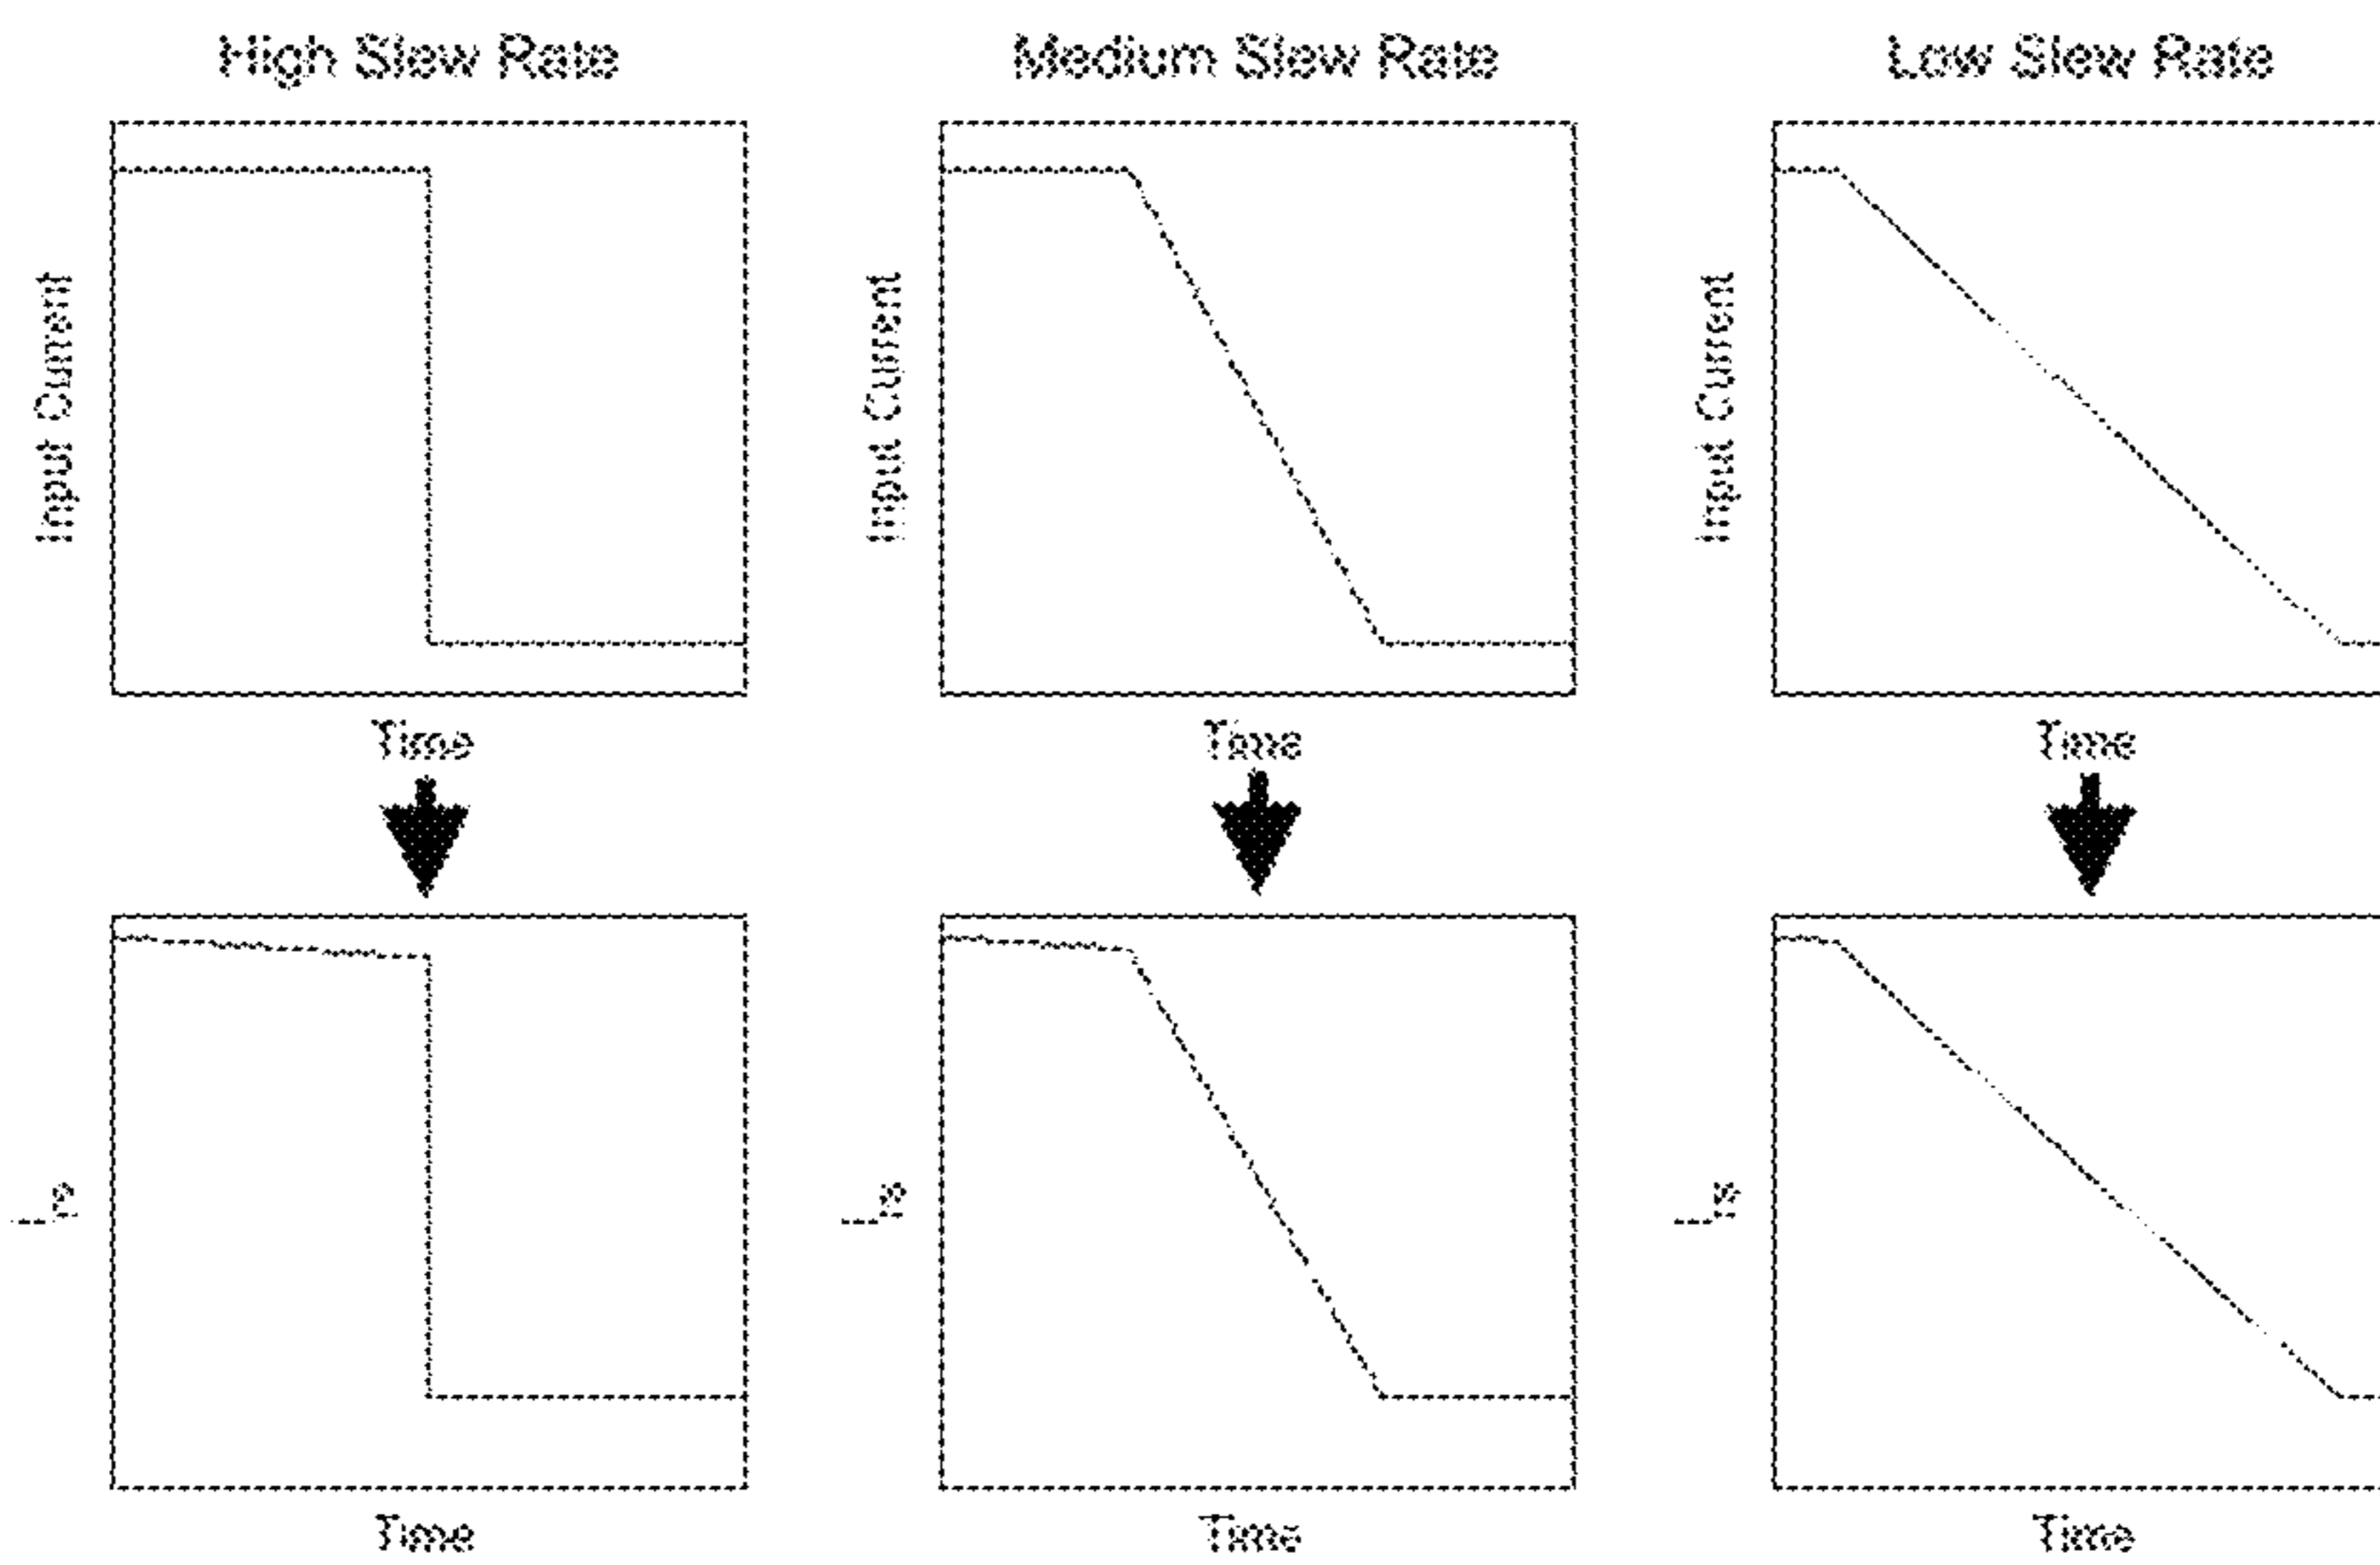 High Slew Rate
Medium Slew Rate
Low Slew Rate
Input Current
Input Current
Input Current
Time
Time
Time
Time
Time
Time